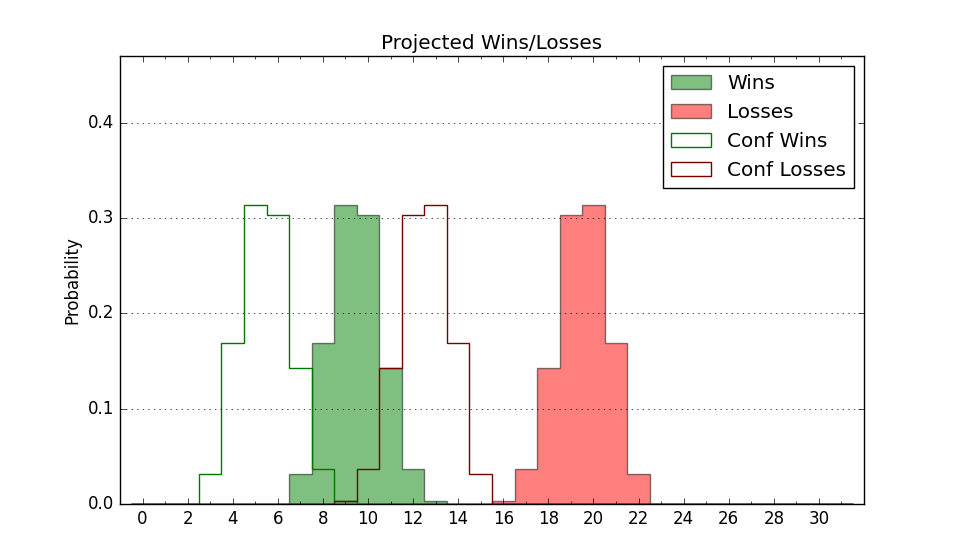 Projected Wins/Losses
Wins
Losses
Conf Wins
Conf Losses
Probability
0.4
0.3
0.2
0.1
0.0
0 2 4 6 8 10 12 14 16 18 20 22 24 26 28 30